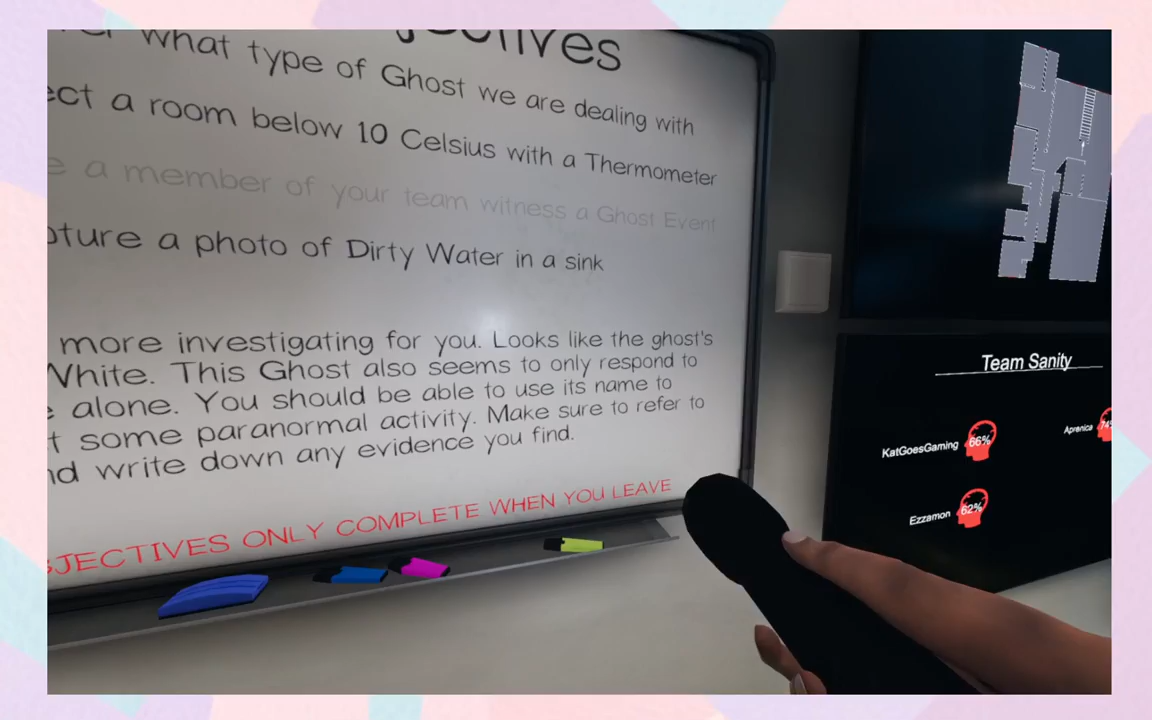 what type of Ghost we are dealing with
a room below 10 Celsius with a Thermometer
a member of your team witness a Ghost Event
a photo of Dirty Water in a sink
more investigating for you. Looks like the ghost's
White. This Ghost also seems to only respond to
alone. You should be able to use its name to
some paranormal activity. Make sure to refer to
write down any evidence you find.
OBJECTIVES ONLY COMPLETE WHEN YOU LEAVE
Team Sanity
KatGoesGaming 66%
Aprenica 74%
Ezzamon 62%